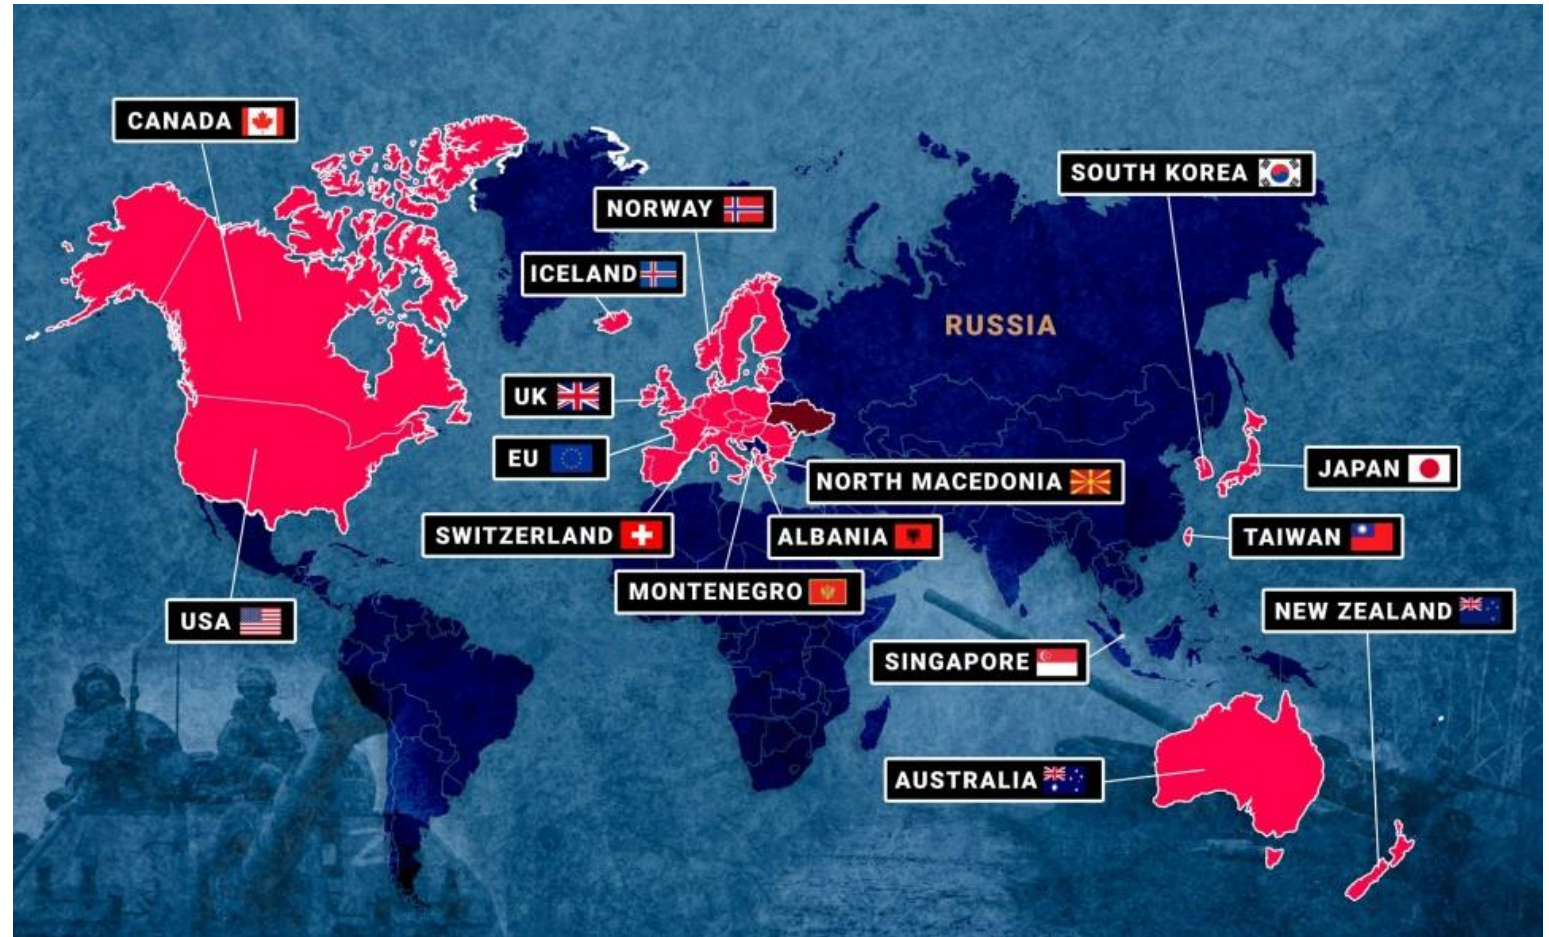 CANADA
SOUTH KOREA
NORWAY
ICELAND
RUSSIA
UK
EU
NORTH MACEDONIA
JAPAN
SWITZERLAND
ALBANIA
TAIWAN
MONTENEGRO
USA
NEW ZEALAND
SINGAPORE
AUSTRALIA